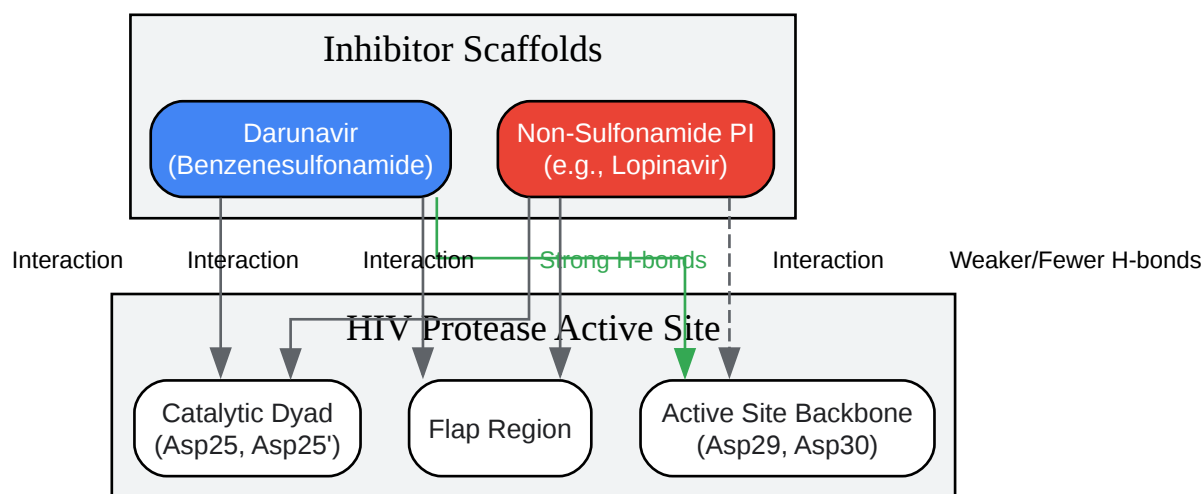 Inhibitor Scaffolds
Darunavir
(Benzenesulfonamide)
Non-Sulfonamide PI
(e.g., Lopinavir)
Interaction
Interaction
Interaction
Strong H-bonds
Interaction
Weaker/Fewer H-bonds
HIV Protease Active Site
Catalytic Dyad
(Asp25, Asp25')
Flap Region
Active Site Backbone
(Asp29, Asp30)